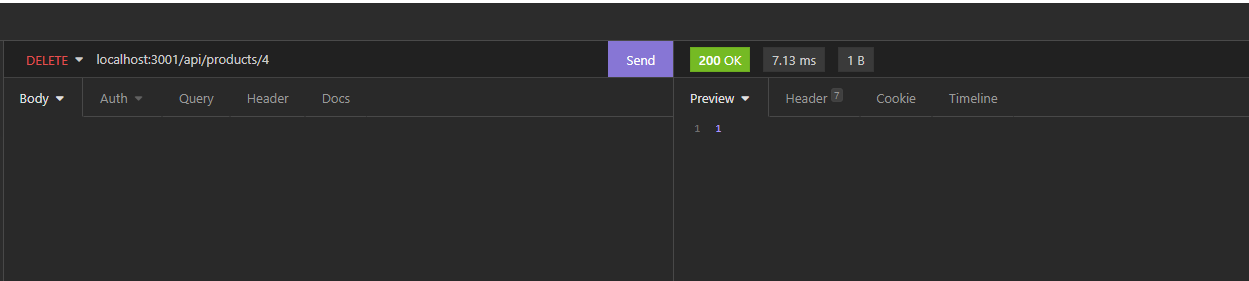 DELETE localhost:3001/api/products/4 Send 200 OK 7.13 ms 1 B
Body Auth Query Header Docs Preview Header 7 Cookie Timeline
1 1